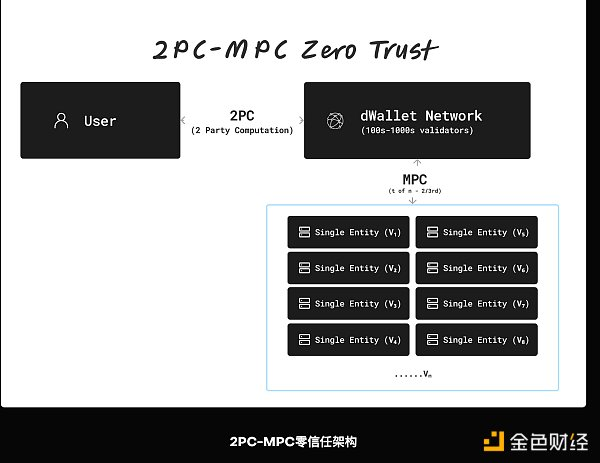 2PC-MPC Zero Trust
User
2PC
(2 Party Computation)
dWallet Network
(100s-1000s validators)
MPC
(t of n - 2/3rd)
Single Entity (V₁)
Single Entity (V₅)
Single Entity (V₂)
Single Entity (V₆)
Single Entity (V₃)
Single Entity (V₇)
Single Entity (V₄)
Single Entity (V₈)
......Vₙ
2PC-MPC零信任架构
金色财经